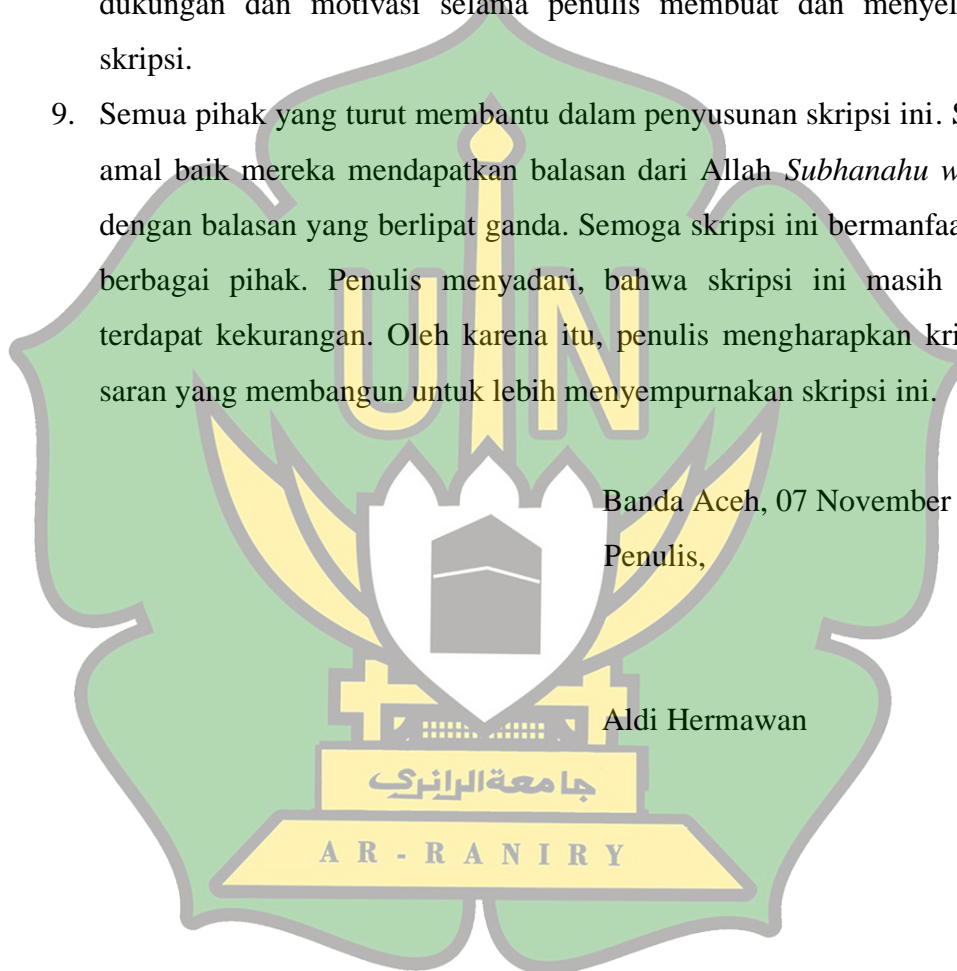 dukungan dan motivasi selama penulis membuat dan
skripsi.
9. Semua pihak yang turut membantu dalam penyusunan skripsi ini.
amal baik mereka mendapatkan balasan dari Allah Subhanahu
dengan balasan yang berlipat ganda. Semoga skripsi ini
berbagai pihak. Penulis menyadari, bahwa skripsi ini masih
terdapat kekurangan. Oleh karena itu, penulis mengharapkan
saran yang membangun untuk lebih menyempurnakan skripsi ini.
UIN
Banda Aceh, 07 November
Penulis,
Aldi Hermawan
جامعة الرانري
AR-RANIRY